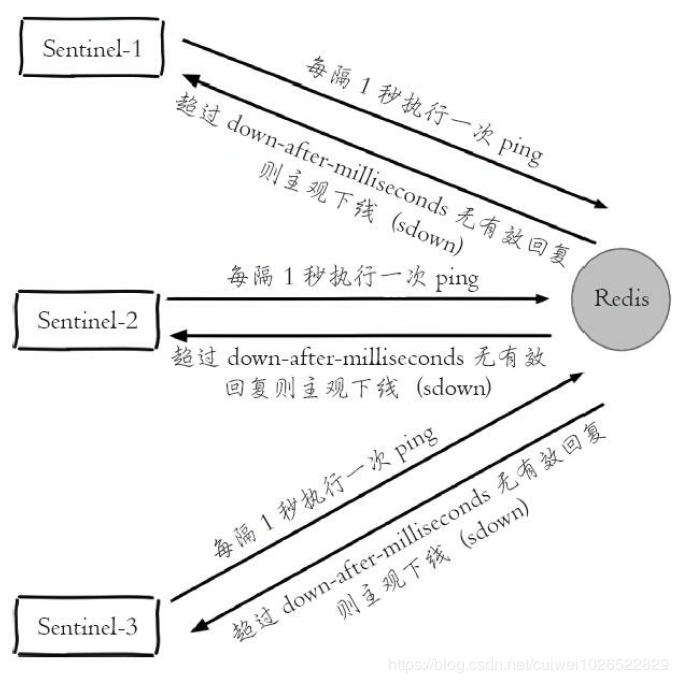 Sentinel-1
每隔 1 秒执行一次 ping
超过 down-after-milliseconds 无有效回复
则主观下线 (sdown)
Sentinel-2
每隔 1 秒执行一次 ping
Redis
超过 down-after-milliseconds 无有效
回复则主观下线 (sdown)
每隔 1 秒执行一次 ping
超过 down-after-milliseconds 无有效回复
则主观下线 (sdown)
Sentinel-3
https://blog.csdn.net/cuiwei1026522829